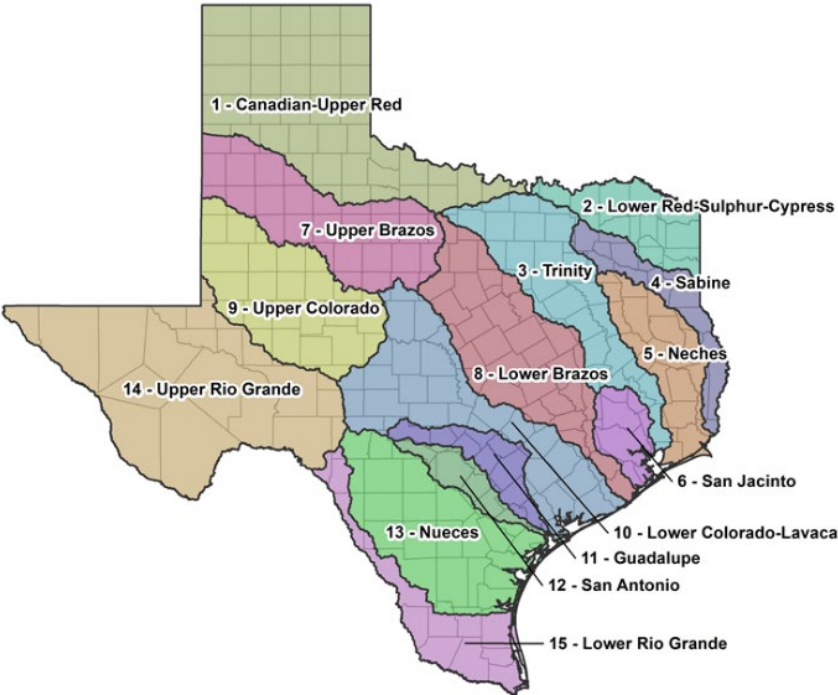 1 - Canadian-Upper Red
2 - Lower Red-Sulphur-Cypress
7 - Upper Brazos
3 - Trinity
4 - Sabine
9 - Upper Colorado
5 - Neches
8 - Lower Brazos
14 - Upper Rio Grande
6 - San Jacinto
13 - Nueces
10 - Lower Colorado-Lavaca
11 - Guadalupe
12 - San Antonio
15 - Lower Rio Grande